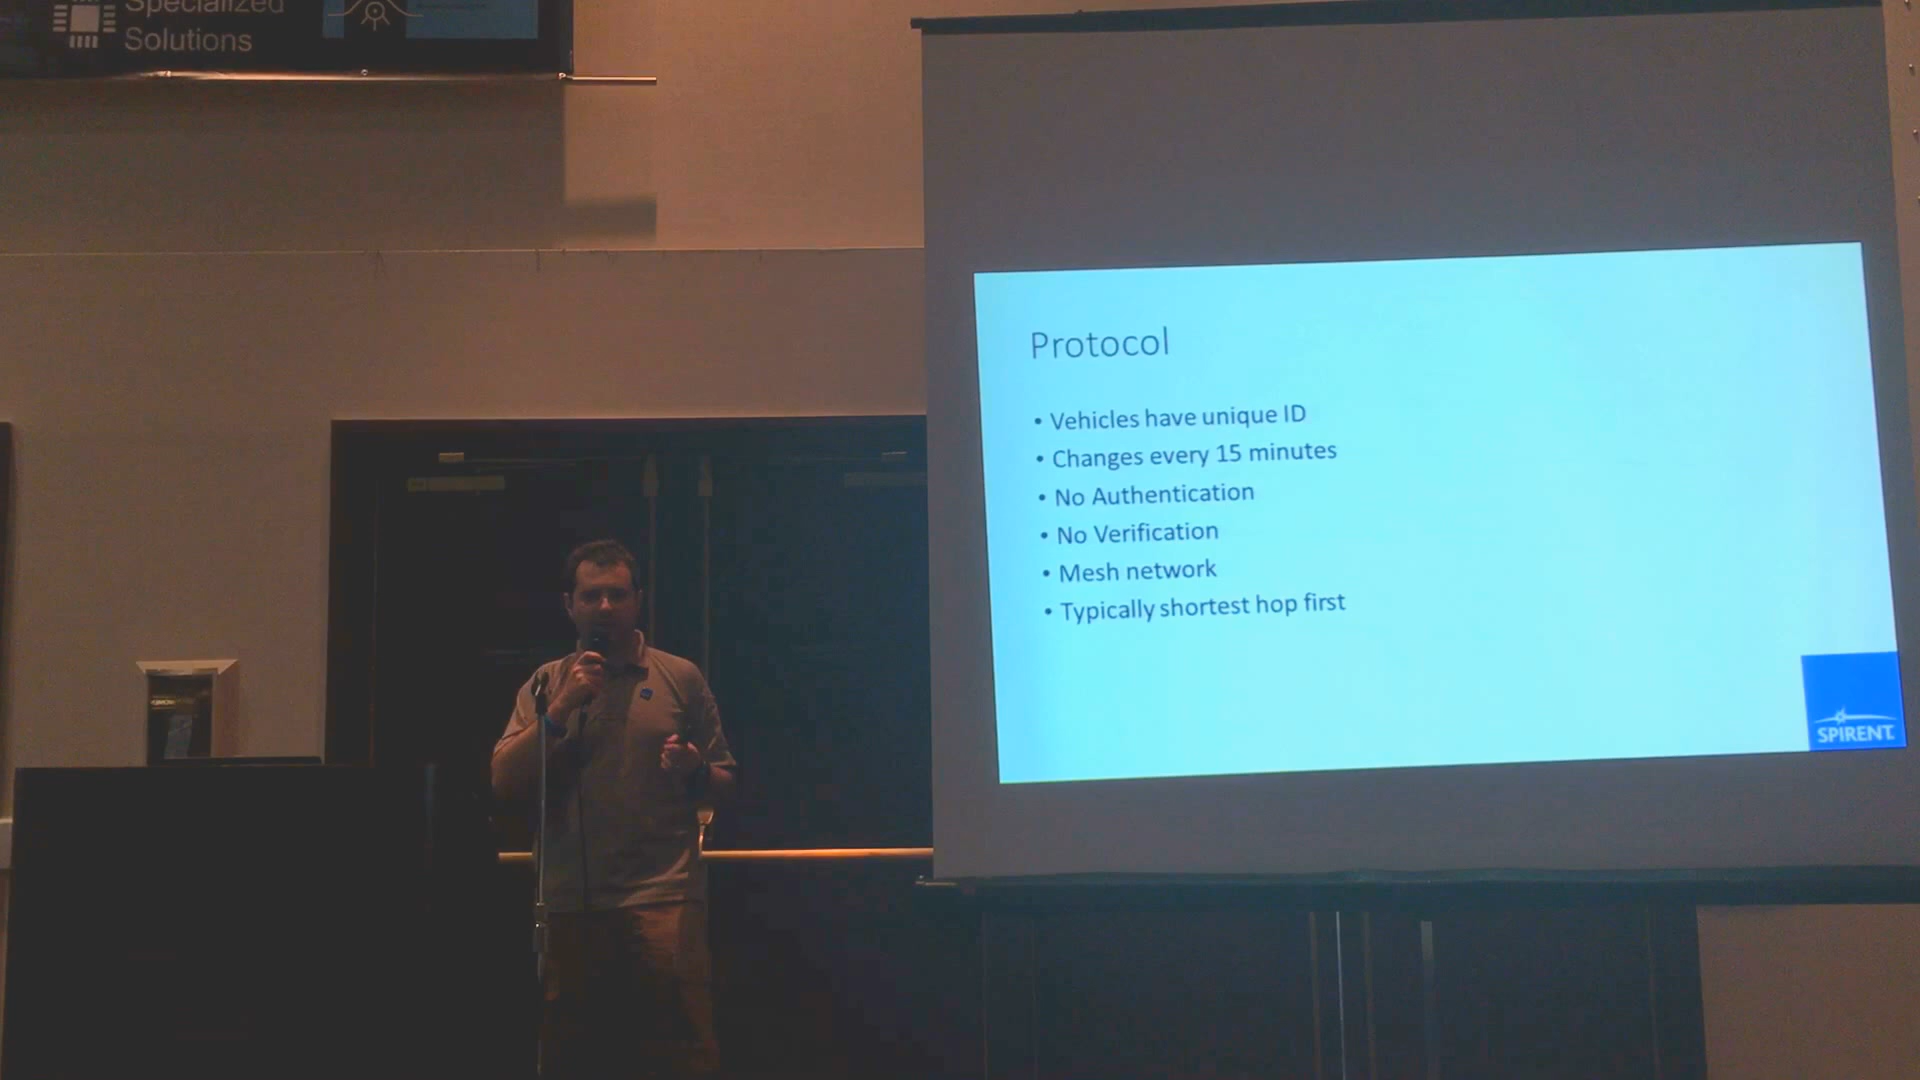 Specialized
Solutions
Protocol
• Vehicles have unique ID
• Changes every 15 minutes
• No Authentication
• No Verification
• Mesh network
• Typically shortest hop first
SPIRENT